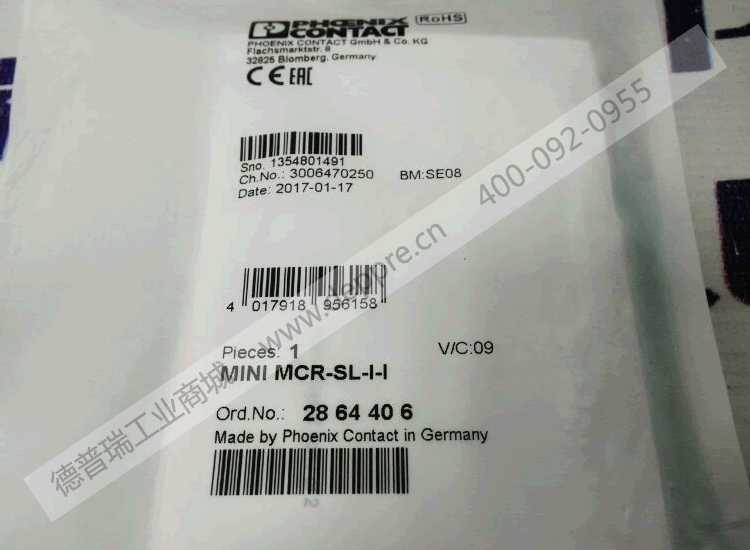 PHOENIX CONTACT RoHS
PHOENIX CONTACT GmbH & Co. KG
Flachsmarktstr. 8
32825 Blomberg, Germany
CE EAC
Sno. 1354801491
Ch.No.: 3006470250 BM:SE08
Date: 2017-01-17
4 017918 956158
Pieces: 1 V/C:09
MINI MCR-SL-I-I
Ord.No.: 28 64 40 6
Made by Phoenix Contact in Germany
德普瑞工业商城 www.deppre.cn 400-092-0955